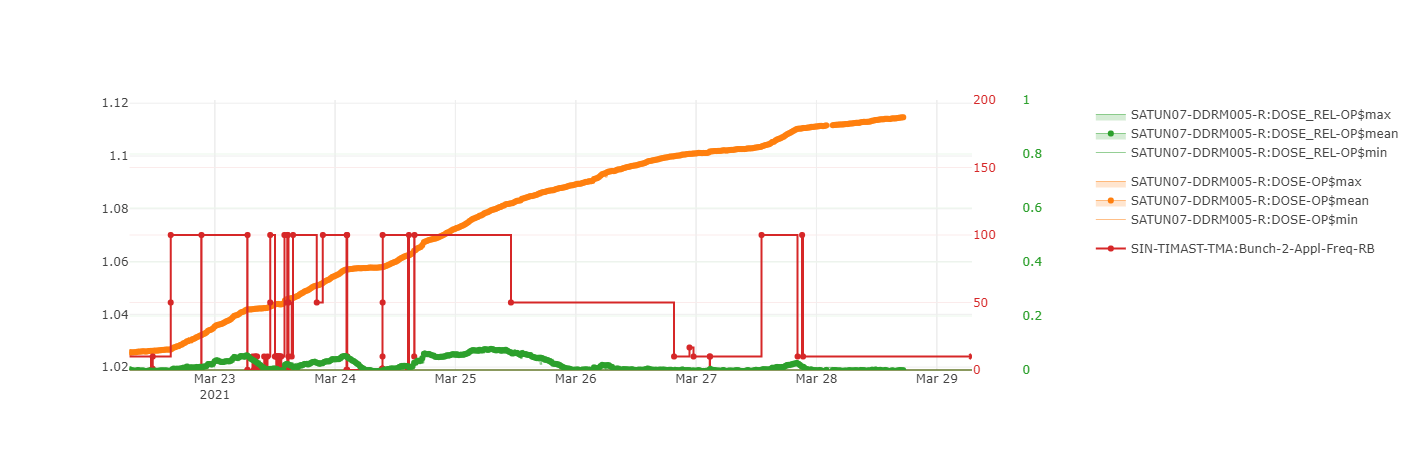 1.12
1.1
1.08
1.06
1.04
1.02
200
150
100
50
0
1
0.8
0.6
0.4
0.2
0
Mar 23
2021
Mar 24
Mar 25
Mar 26
Mar 27
Mar 28
Mar 29
SATUN07-DDRM005-R:DOSE_REL-OP$max
SATUN07-DDRM005-R:DOSE_REL-OP$mean
SATUN07-DDRM005-R:DOSE_REL-OP$min
SATUN07-DDRM005-R:DOSE-OP$max
SATUN07-DDRM005-R:DOSE-OP$mean
SATUN07-DDRM005-R:DOSE-OP$min
SIN-TIMAST-TMA:Bunch-2-Appl-Freq-RB